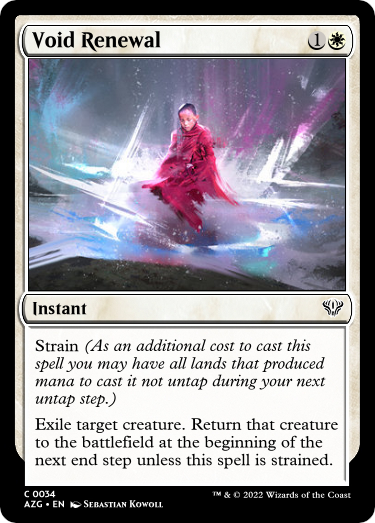 Void Renewal 1
Instant
Strain (As an additional cost to cast this
spell you may have all lands that produced
mana to cast it not untap during your next
untap step.)
Exile target creature. Return that creature
to the battlefield at the beginning of the
next end step unless this spell is strained.
C 0034
AZG • EN Sebastian Kowoll
™ & © 2022 Wizards of the Coast